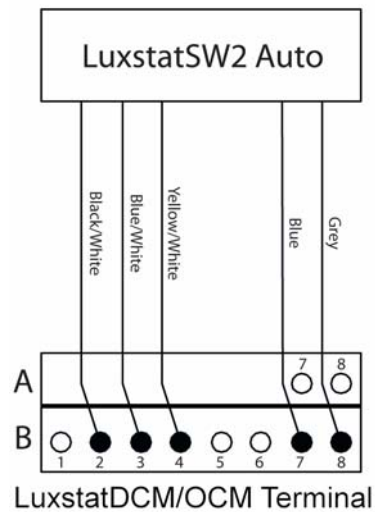 LuxstatSW2 Auto
Black/White
Blue/White
Yellow/White
Blue
Grey
A
7 8
B
1 2 3 4 5 6 7 8
LuxstatDCM/OCM Terminal